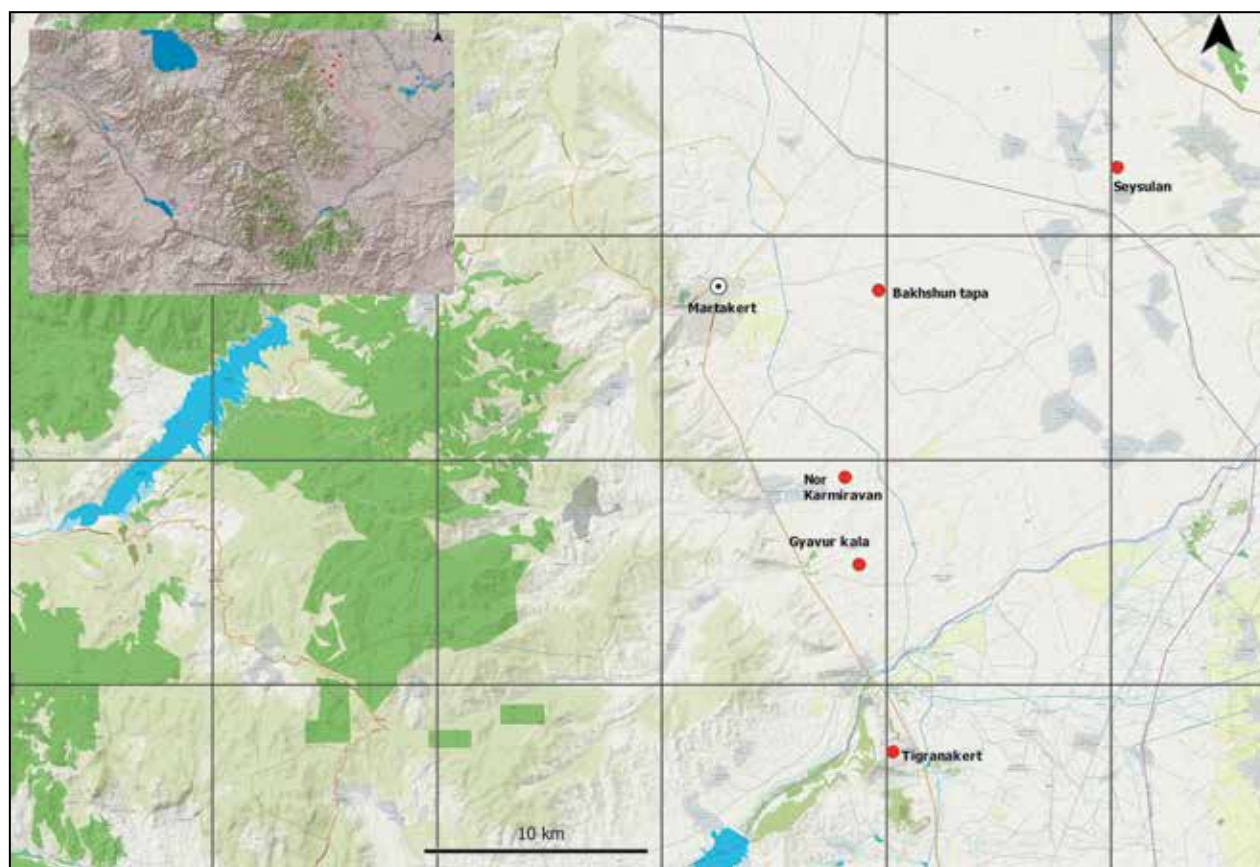 Seysulan
Martakert
Bakhshun tapa
Nor
Karmiravan
Gyavur kala
Tigranakert
10 km